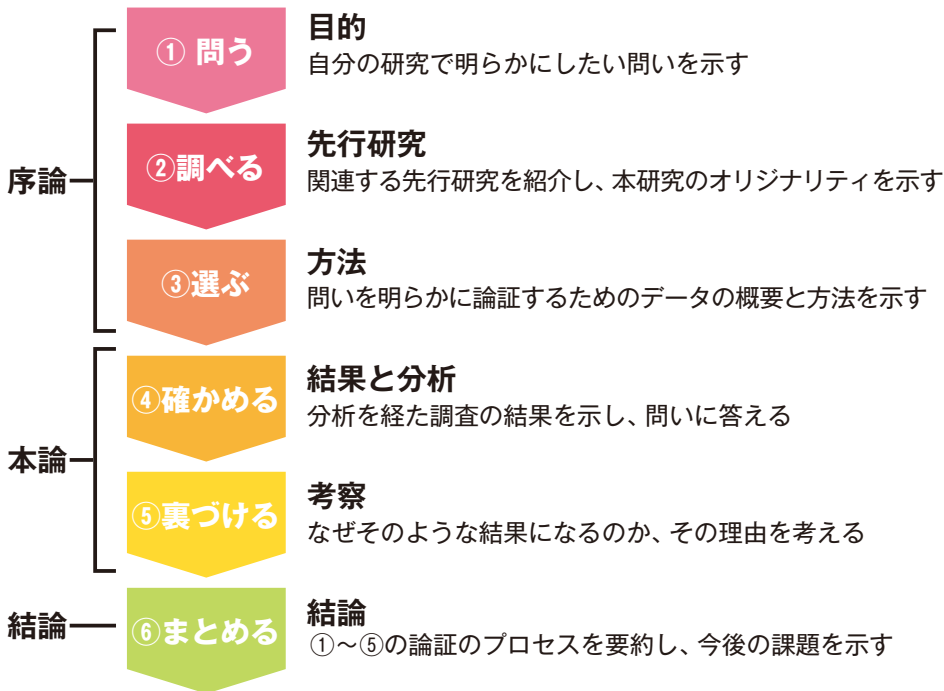 序論
① 問う
目的
自分の研究で明らかにしたい問いを示す
②調べる
先行研究
関連する先行研究を紹介し、本研究のオリジナリティを示す
③選ぶ
方法
問いを明らかに論証するためのデータの概要と方法を示す
本論
④確かめる
結果と分析
分析を経た調査の結果を示し、問いに答える
⑤裏づける
考察
なぜそのような結果になるのか、その理由を考える
結論
⑥まとめる
結論
①～⑤の論証のプロセスを要約し、今後の課題を示す